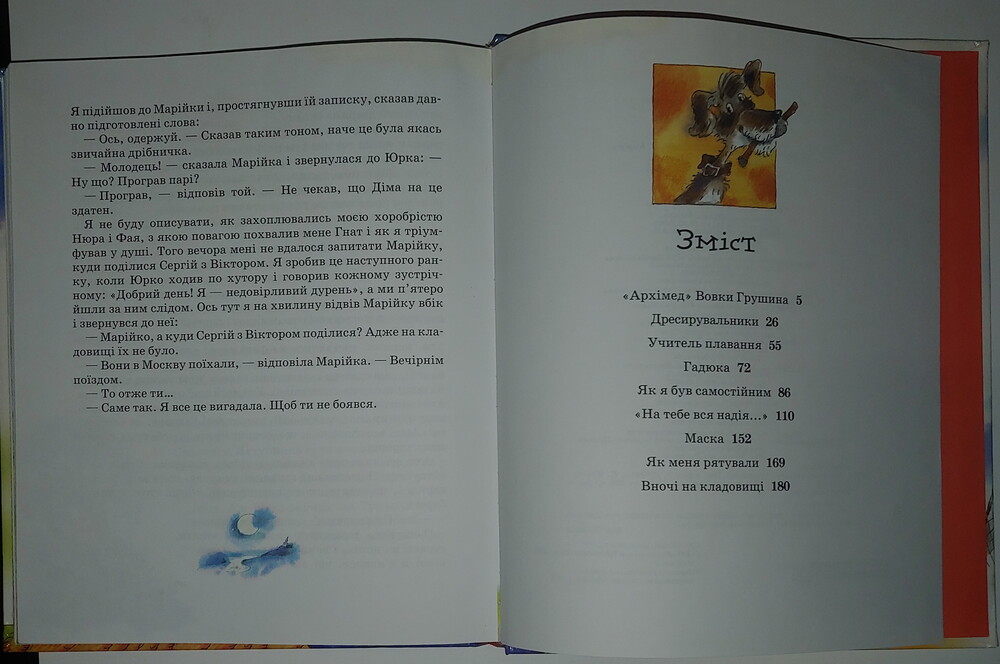 Я підійшов до Марійки і, простягнувши їй записку, сказав дав-
но підготовлені слова:
— Ось, одержуй. — Сказав таким тоном, наче це була якась
звичайна дрібничка.
— Молодець! — сказала Марійка і звернулася до Юрка: —
Ну що? Програв парі?
— Програв, — відповів той. — Не чекав, що Діма на це
здатен.
Я не буду описувати, як захоплювались моєю хоробрістю
Нюра і Фая, з якою повагою похвалив мене Гнат і як я тріум-
фував у душі. Того вечора мені не вдалося запитати Марійку,
куди поділися Сергій з Віктором. Я зробив це наступного ран-
ку, коли Юрко ходив по хутору і говорив кожному зустріч-
ному: «Добрий день! Я — недовірливий дурень», а ми п’ятеро
йшли за ним слідом. Ось тут я на хвилину відвів Марійку вбік
і звернувся до неї:
— Марійко, а куди Сергій з Віктором поділися? Адже на кла-
довищі їх не було.
— Вони в Москву поїхали, — відповіла Марійка. — Вечірнім
поїздом.
— То отже ти...
— Саме так. Я все це вигадала. Щоб ти не боявся.
Зміст
«Архімед» Вовки Грушина 5
Дресирувальники 26
Учитель плавання 55
Гадюка 72
Як я був самостійним 86
«На тебе вся надія...» 110
Маска 152
Як мене рятували 169
Вночі на кладовищі 180